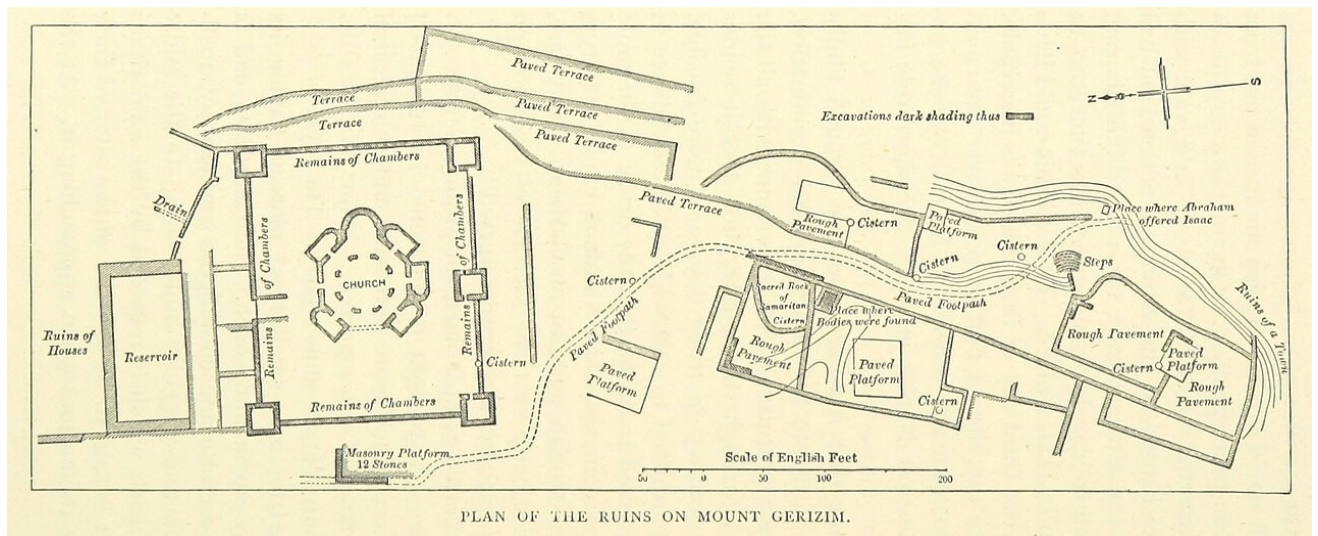 Paved Terrace
Terrace
Paved Terrace
Terrace
Paved Terrace
Excavations dark shading thus
N
S
Remains of Chambers
Paved Terrace
Drain
of Chambers
of Chambers
CHURCH
Rough
Pavement
Cistern
Paved
Platform
Place where Abraham
offered Isaac
Cistern
Cistern
Steps
Cistern
Paved Footpath
Sacred Rock
of
Samaritan
Cistern
Place where
Bodies were found
Paved Footpath
Ruins of a Town
Ruins of
Houses
Reservoir
Remains
Remains
Cistern
Rough
Pavement
Paved
Platform
Paved
Platform
Cistern
Rough Pavement
Cistern
Paved
Platform
Rough
Pavement
Remains of Chambers
Masonry Platform
12 Stones
Scale of English Feet
50 0 50 100 200
PLAN OF THE RUINS ON MOUNT GERIZIM.